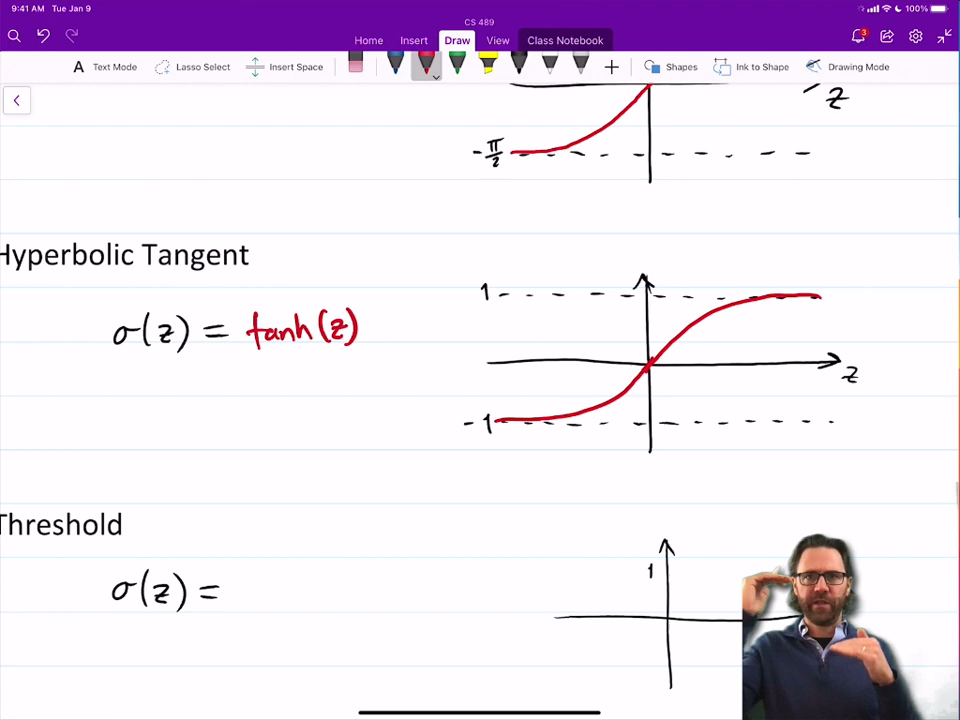 9:41 AM Tue Jan 9
100%
CS 489
Home Insert Draw View Class Notebook
3
Text Mode Lasso Select Insert Space Shapes Ink to Shape Drawing Mode
z
-π/2
Hyperbolic Tangent
1
σ(z) = tanh(z)
z
-1
Threshold
1
σ(z) =